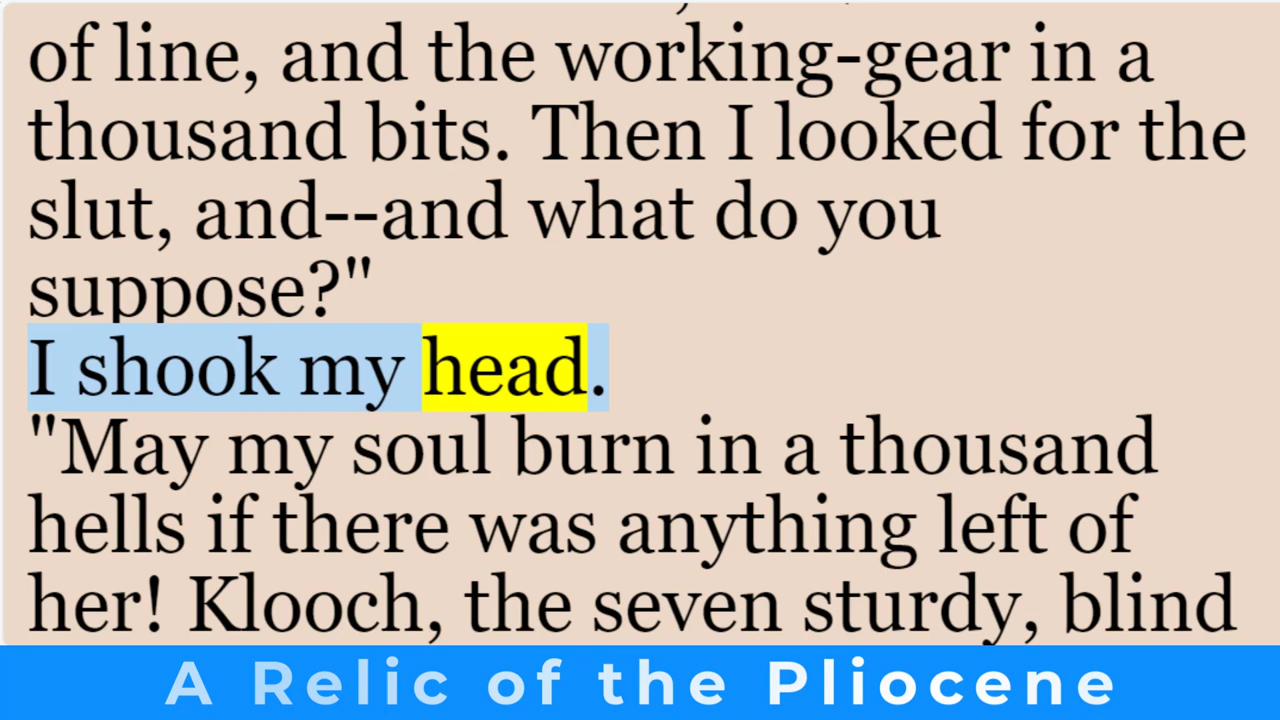 of line, and the working-gear in a
thousand bits. Then I looked for the
slut, and--and what do you
suppose?"
I shook my head.
"May my soul burn in a thousand
hells if there was anything left of
her! Klooch, the seven sturdy, blind
A Relic of the Pliocene